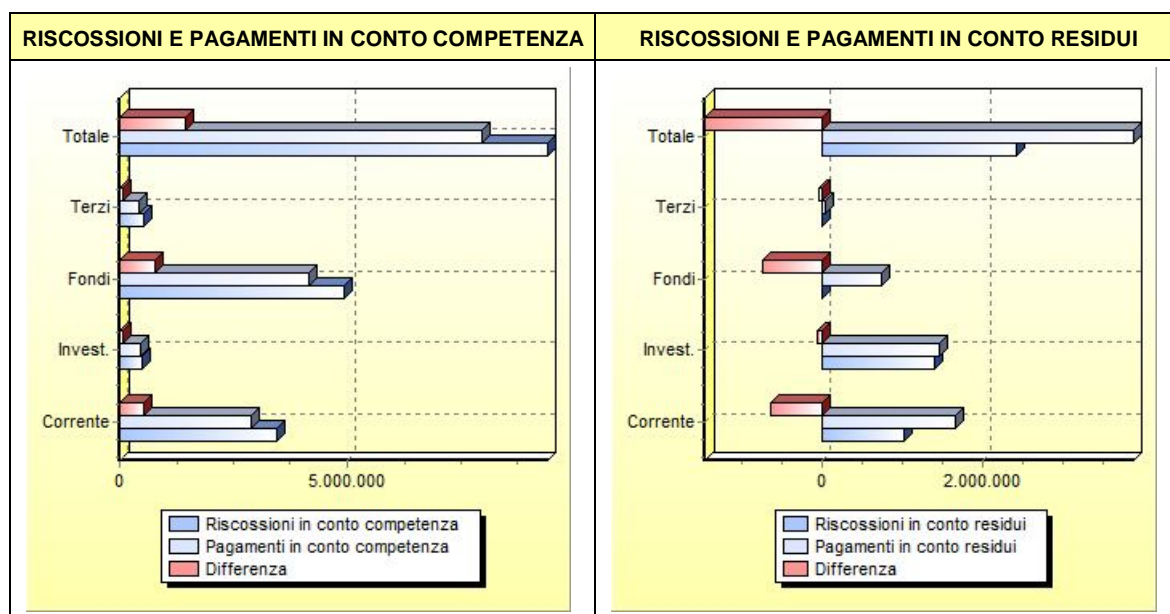 RISCOSSIONI E PAGAMENTI IN CONTO COMPETENZA
Totale
Terzi
Fondi
Invest.
Corrente
0 5.000.000
Riscossioni in conto competenza
Pagamenti in conto competenza
Differenza
RISCOSSIONI E PAGAMENTI IN CONTO RESIDUI
Totale
Terzi
Fondi
Invest.
Corrente
0 2.000.000
Riscossioni in conto residui
Pagamenti in conto residui
Differenza